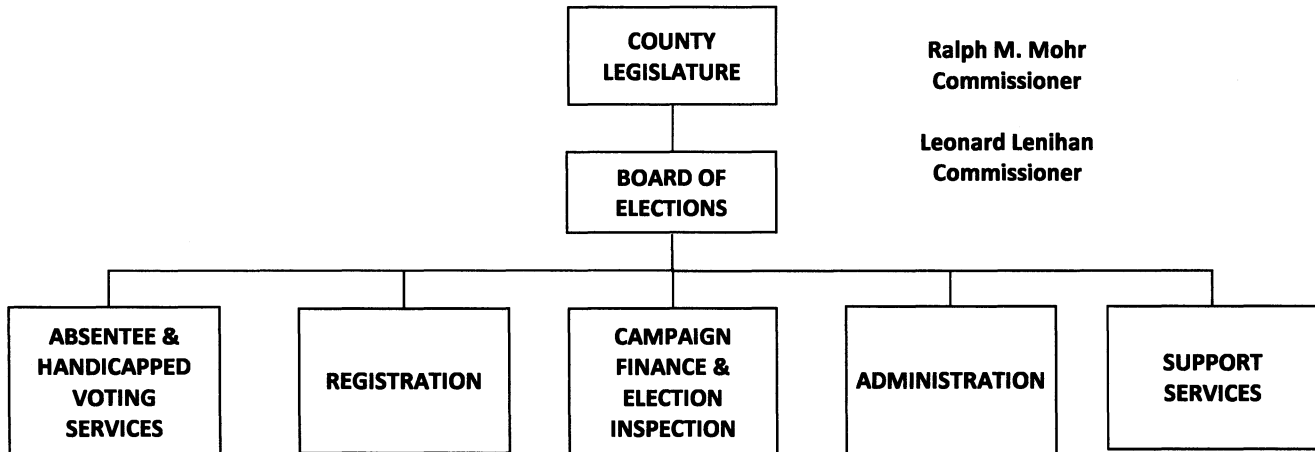 COUNTY
LEGISLATURE
Ralph M. Mohr
Commissioner
Leonard Lenihan
Commissioner
BOARD OF
ELECTIONS
ABSENTEE &
HANDICAPPED
VOTING
SERVICES
REGISTRATION
CAMPAIGN
FINANCE &
ELECTION
INSPECTION
ADMINISTRATION
SUPPORT
SERVICES